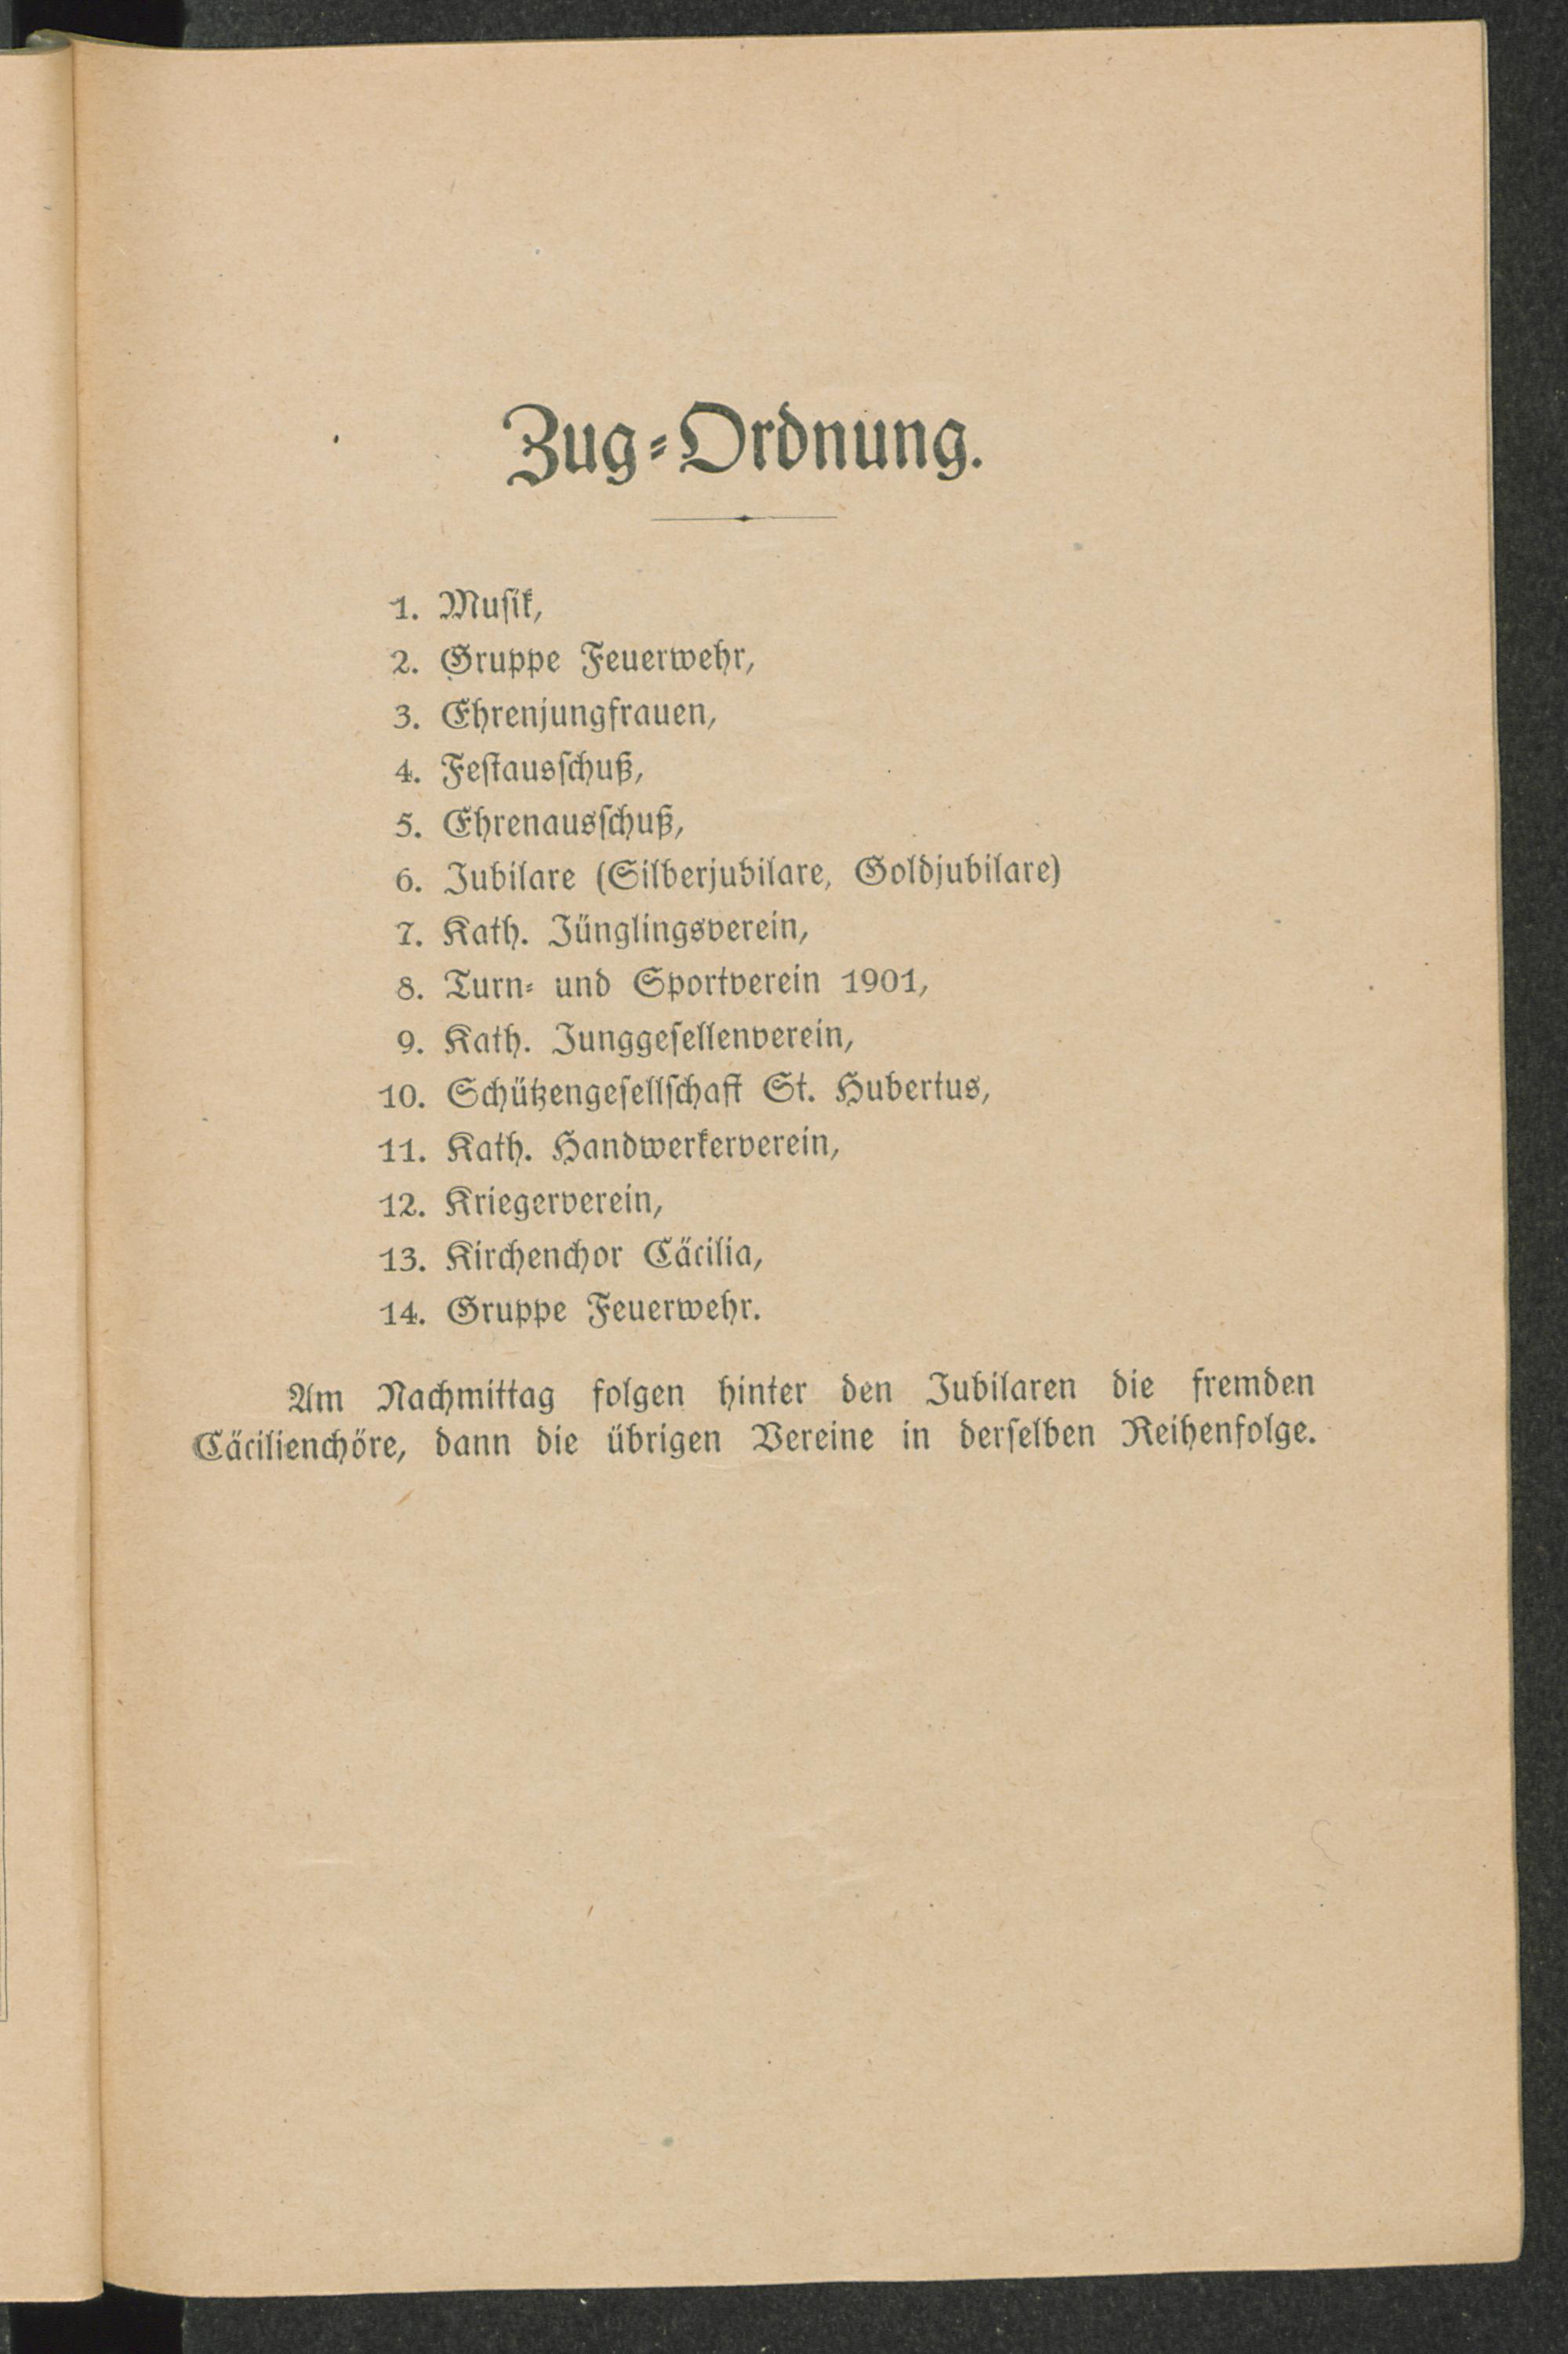 Zug-Ordnung.
1. Musik,
2. Gruppe Feuerwehr,
3. Ehrenjungfrauen,
4. Festausschuß,
5. Ehrenausschuß,
6. Jubilare (Silberjubilare, Goldjubilare)
7. Kath. Jünglingsverein,
8. Turn- und Sportverein 1901,
9. Kath. Junggesellenverein,
10. Schützengesellschaft St. Hubertus,
11. Kath. Handwerkerverein,
12. Kriegerverein,
13. Kirchenchor Cäcilia,
14. Gruppe Feuerwehr.
Am Nachmittag folgen hinter den Jubilaren die fremden
Cäcilienchöre, dann die übrigen Vereine in derselben Reihenfolge.